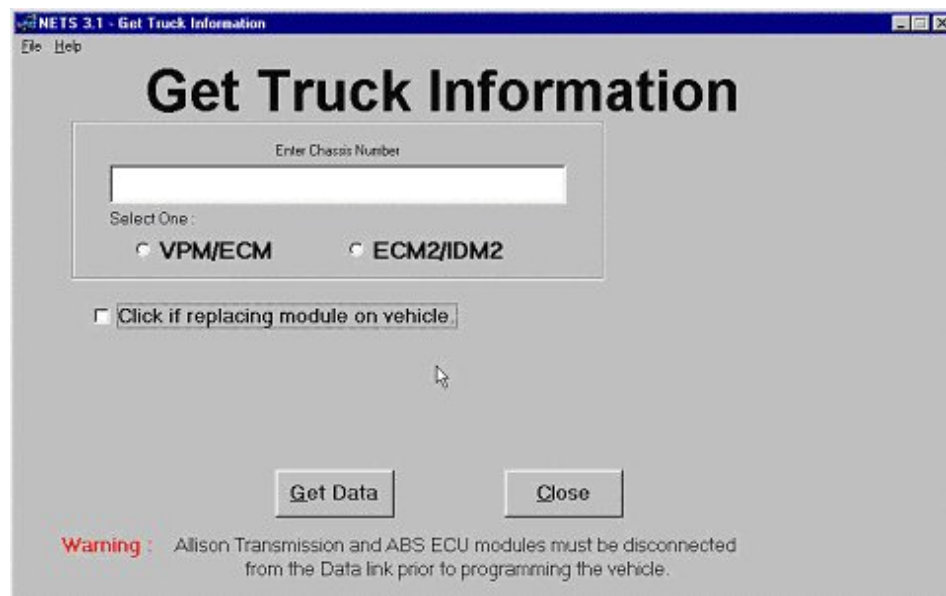 NETS 3.1 - Get Truck Information
File Help
Get Truck Information
Enter Chassis Number
Select One :
VPM/ECM ECM2/IDM2
Click if replacing module on vehicle.
Get Data Close
Warning : Allison Transmission and ABS ECU modules must be disconnected
from the Data link prior to programming the vehicle.